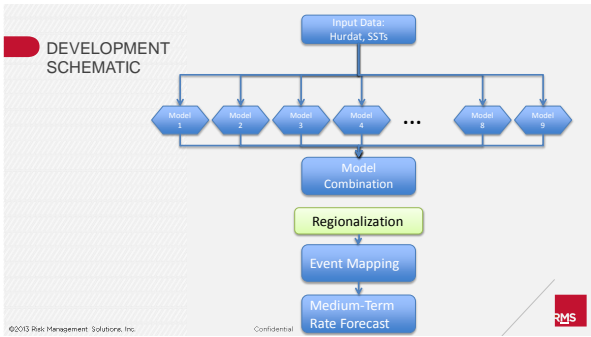 DEVELOPMENT
SCHEMATIC
Input Data:
Hurdat, SSTs
Model
1
Model
2
Model
3
Model
4
...
Model
8
Model
9
Model
Combination
Regionalization
Event Mapping
Medium-Term
Rate Forecast
©2013 Risk Management Solutions, Inc.
Confidential
RMS